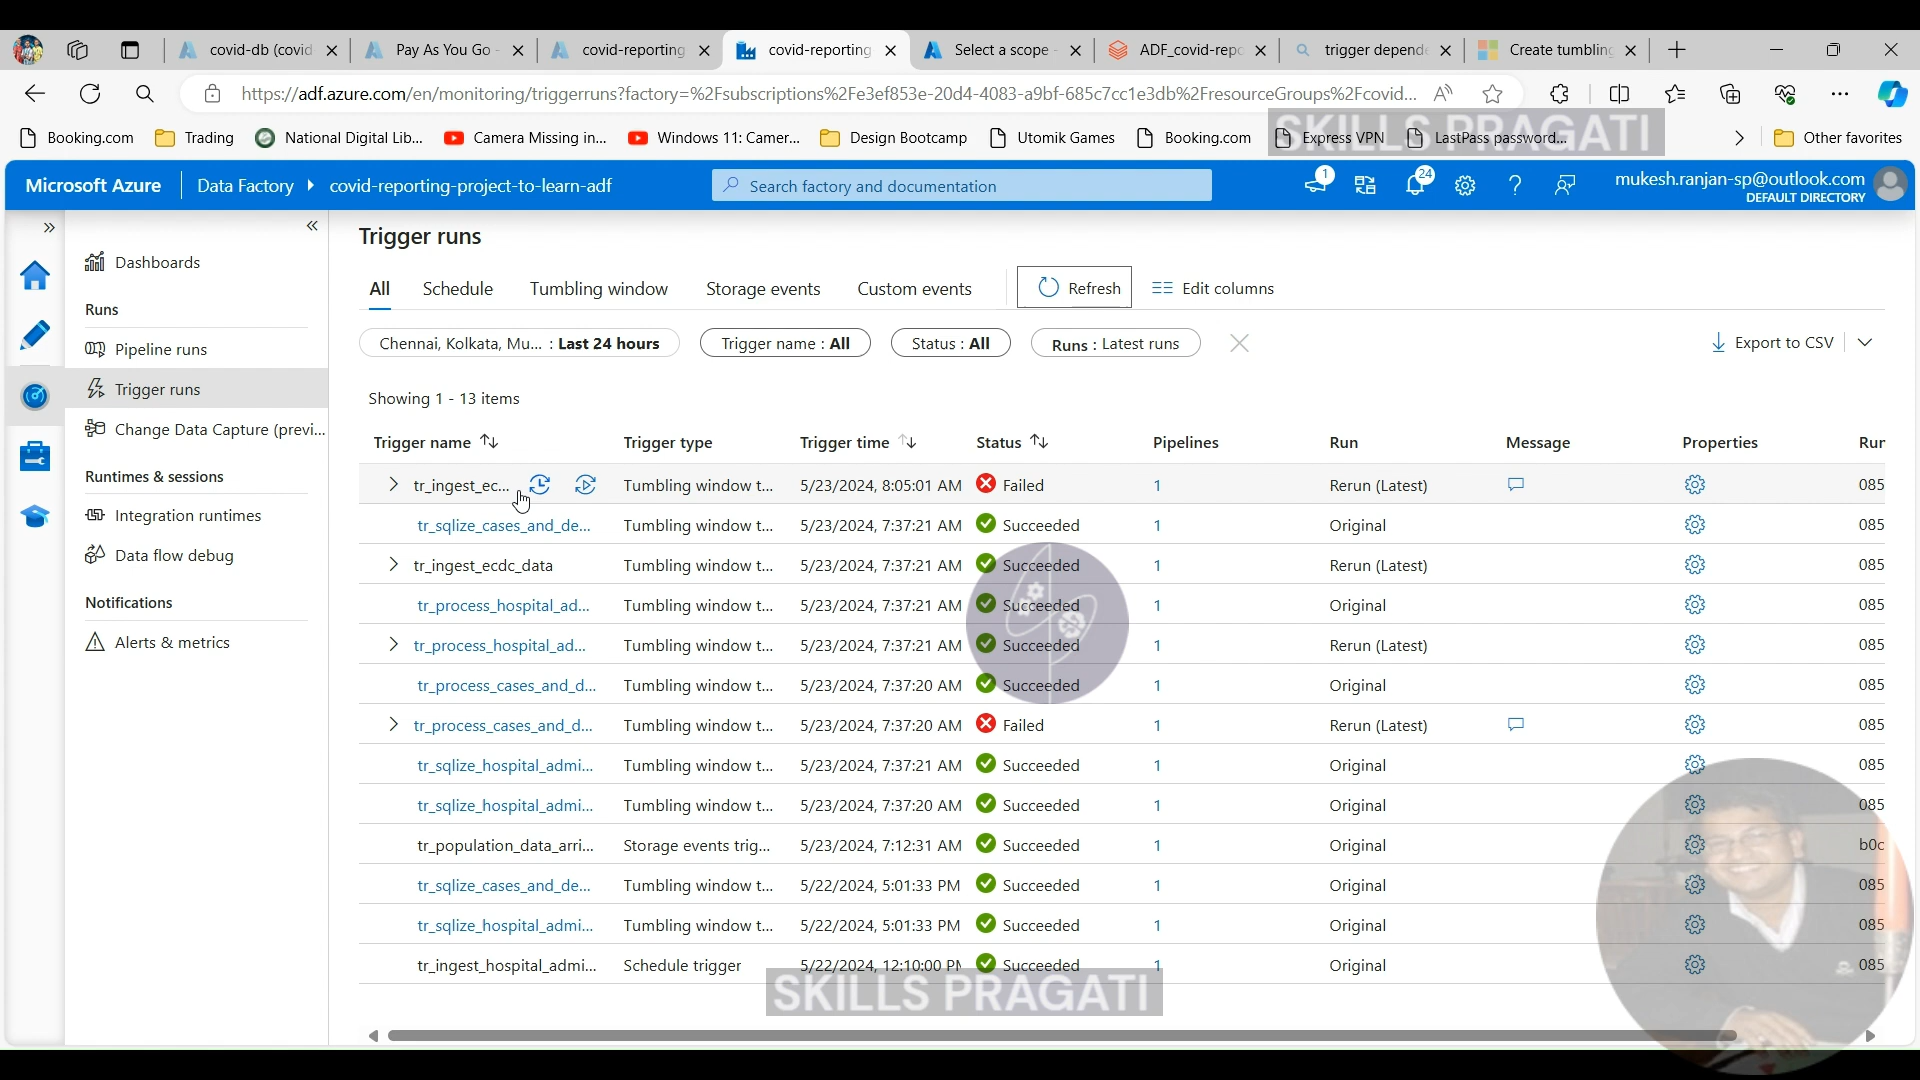 covid-db (covid
Pay As You Go -
covid-reporting
covid-reporting
Select a scope -
ADF_covid-repo
trigger depende
Create tumbling
https://adf.azure.com/en/monitoring/triggerruns?factory=%2Fsubscriptions%2Fe3ef853e-20d4-4083-a9bf-685c7cc1e3db%2FresourceGroups%2Fcovid...
Booking.com
Trading
National Digital Lib...
Camera Missing in...
Windows 11: Camer...
Design Bootcamp
Utomik Games
Booking.com
Express VPN
LastPass password...
Other favorites
SKILLS PRAGATI
Microsoft Azure
Data Factory
covid-reporting-project-to-learn-adf
Search factory and documentation
1
24
mukesh.ranjan-sp@outlook.com
DEFAULT DIRECTORY
Dashboards
Runs
Pipeline runs
Trigger runs
Change Data Capture (previ...
Runtimes & sessions
Integration runtimes
Data flow debug
Notifications
Alerts & metrics
Trigger runs
All Schedule Tumbling window Storage events Custom events Refresh Edit columns
Chennai, Kolkata, Mu... : Last 24 hours
Trigger name : All
Status : All
Runs : Latest runs
Export to CSV
Showing 1 - 13 items
Trigger name Trigger type Trigger time Status Pipelines Run Message Properties Run
tr_ingest_ec... Tumbling window t... 5/23/2024, 8:05:01 AM Failed 1 Rerun (Latest) 085
tr_sqlize_cases_and_de... Tumbling window t... 5/23/2024, 7:37:21 AM Succeeded 1 Original 085
tr_ingest_ecdc_data Tumbling window t... 5/23/2024, 7:37:21 AM Succeeded 1 Rerun (Latest) 085
tr_process_hospital_ad... Tumbling window t... 5/23/2024, 7:37:21 AM Succeeded 1 Original 085
tr_process_hospital_ad... Tumbling window t... 5/23/2024, 7:37:21 AM Succeeded 1 Rerun (Latest) 085
tr_process_cases_and_d... Tumbling window t... 5/23/2024, 7:37:20 AM Succeeded 1 Original 085
tr_process_cases_and_d... Tumbling window t... 5/23/2024, 7:37:20 AM Failed 1 Rerun (Latest) 085
tr_sqlize_hospital_admi... Tumbling window t... 5/23/2024, 7:37:21 AM Succeeded 1 Original 085
tr_sqlize_hospital_admi... Tumbling window t... 5/23/2024, 7:37:20 AM Succeeded 1 Original 085
tr_population_data_arri... Storage events trig... 5/23/2024, 7:12:31 AM Succeeded 1 Original b0c
tr_sqlize_cases_and_de... Tumbling window t... 5/22/2024, 5:01:33 PM Succeeded 1 Original 085
tr_sqlize_hospital_admi... Tumbling window t... 5/22/2024, 5:01:33 PM Succeeded 1 Original 085
tr_ingest_hospital_admi... Schedule trigger 5/22/2024, 12:10:00 PM Succeeded 1 Original 085
SKILLS PRAGATI